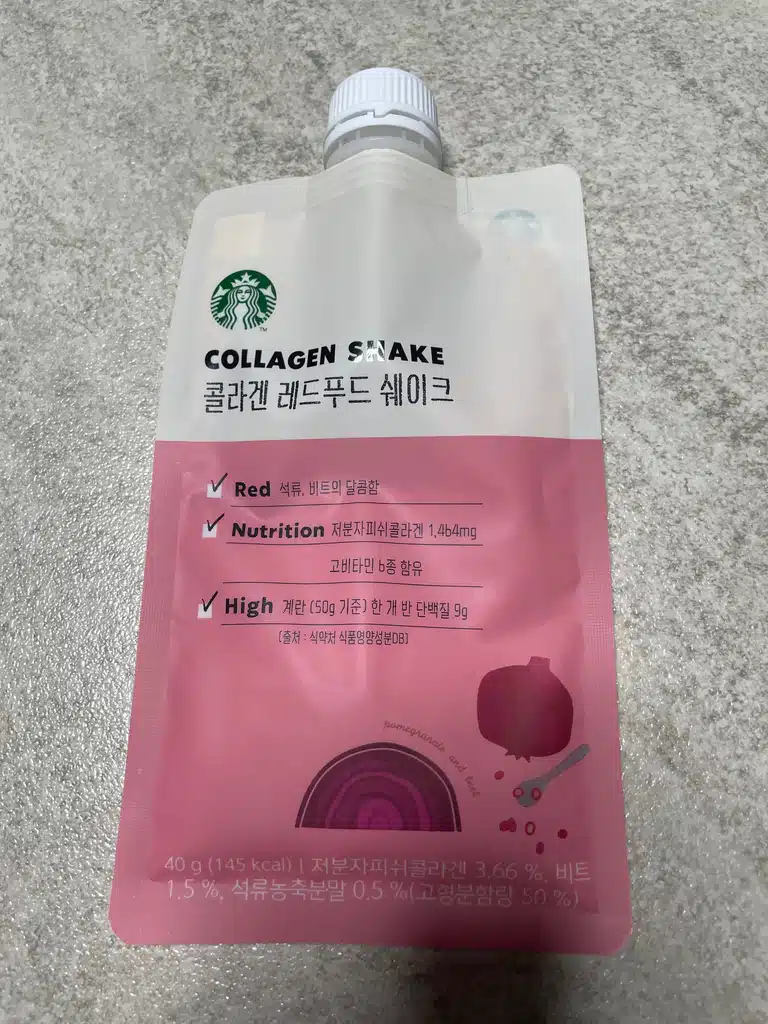 COLLAGEN SHAKE
콜라겐 레드푸드 쉐이크
Red 석류, 비트의 달콤함
Nutrition 저분자피쉬콜라겐 1,464mg
고비타민 6종 함유
High 계란 (50g 기준) 한 개 반 단백질 9g
(출처 : 식약처 식품영양성분DB)
pomegranate and beet
40 g (145 kcal) | 저분자피쉬콜라겐 3.66 %, 비트
1.5 %, 석류농축분말 0.5 %(고형분함량 50 %)